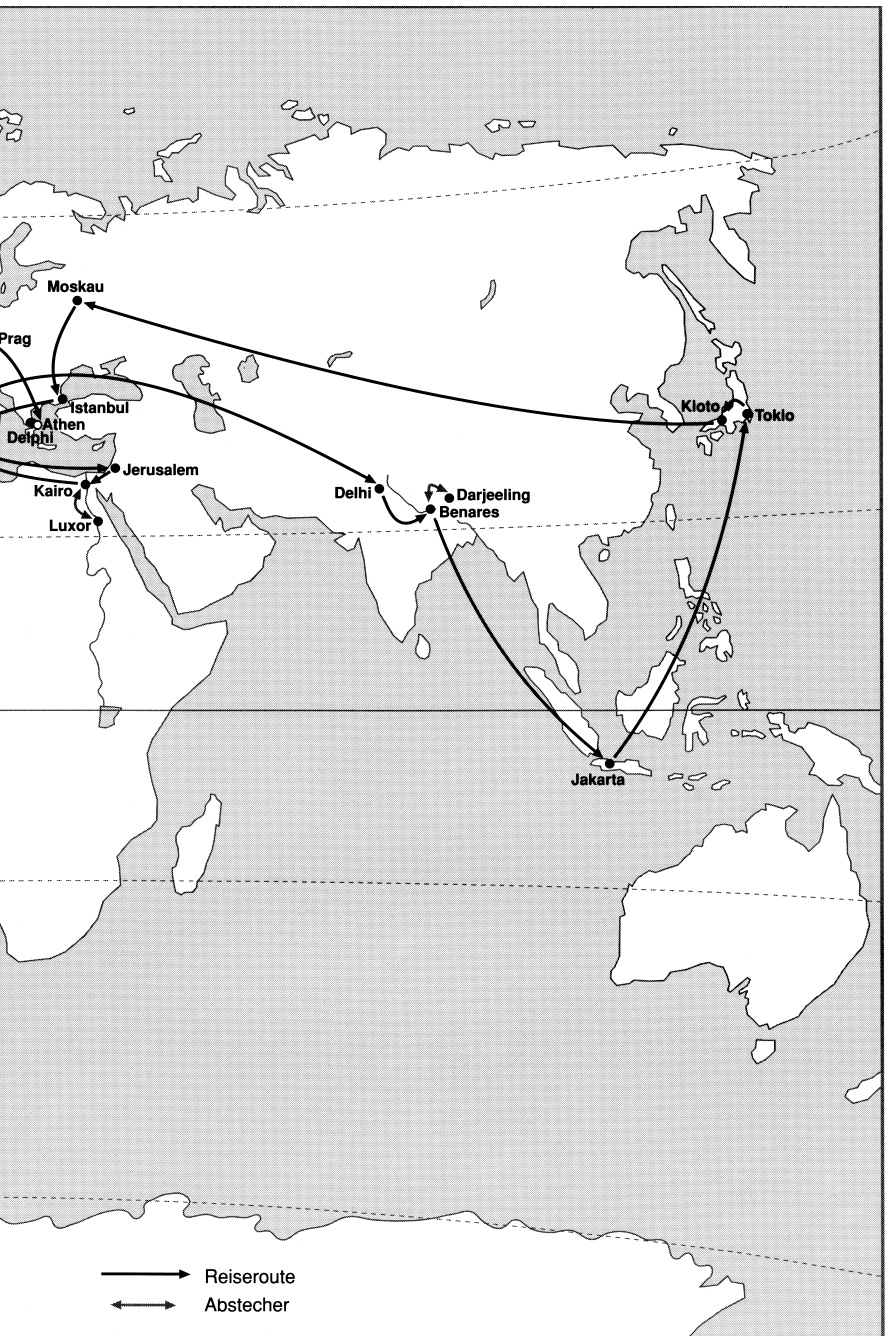 Moskau
Prag
Istanbul
Athen
Delphi
Kioto
Tokio
Jerusalem
Kairo
Delhi
Darjeeling
Benares
Luxor
Jakarta
Reiseroute
Abstecher